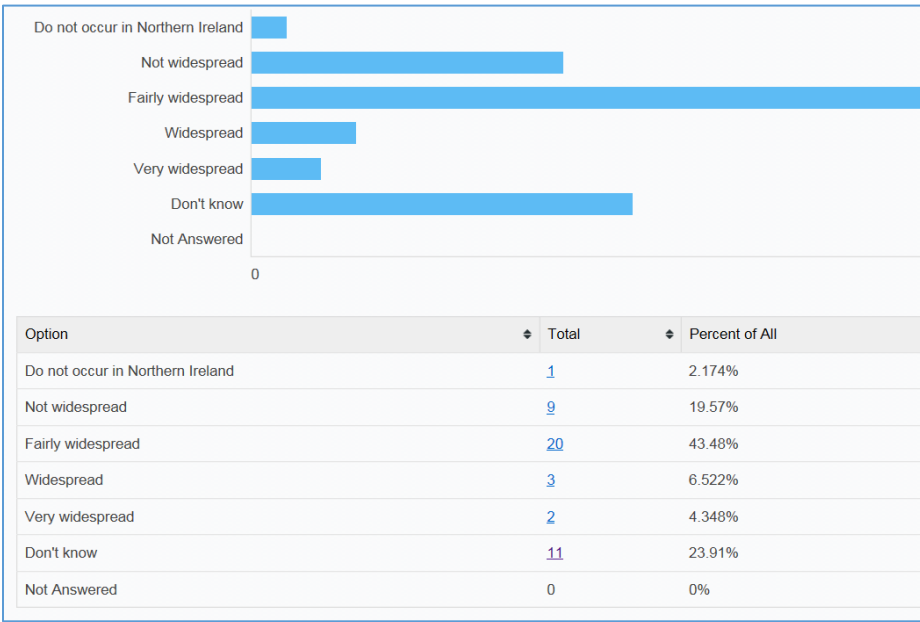 Do not occur in Northern Ireland
Not widespread
Fairly widespread
Widespread
Very widespread
Don't know
Not Answered
0
Option Total Percent of All
Do not occur in Northern Ireland 1 2.174%
Not widespread 9 19.57%
Fairly widespread 20 43.48%
Widespread 3 6.522%
Very widespread 2 4.348%
Don't know 11 23.91%
Not Answered 0 0%